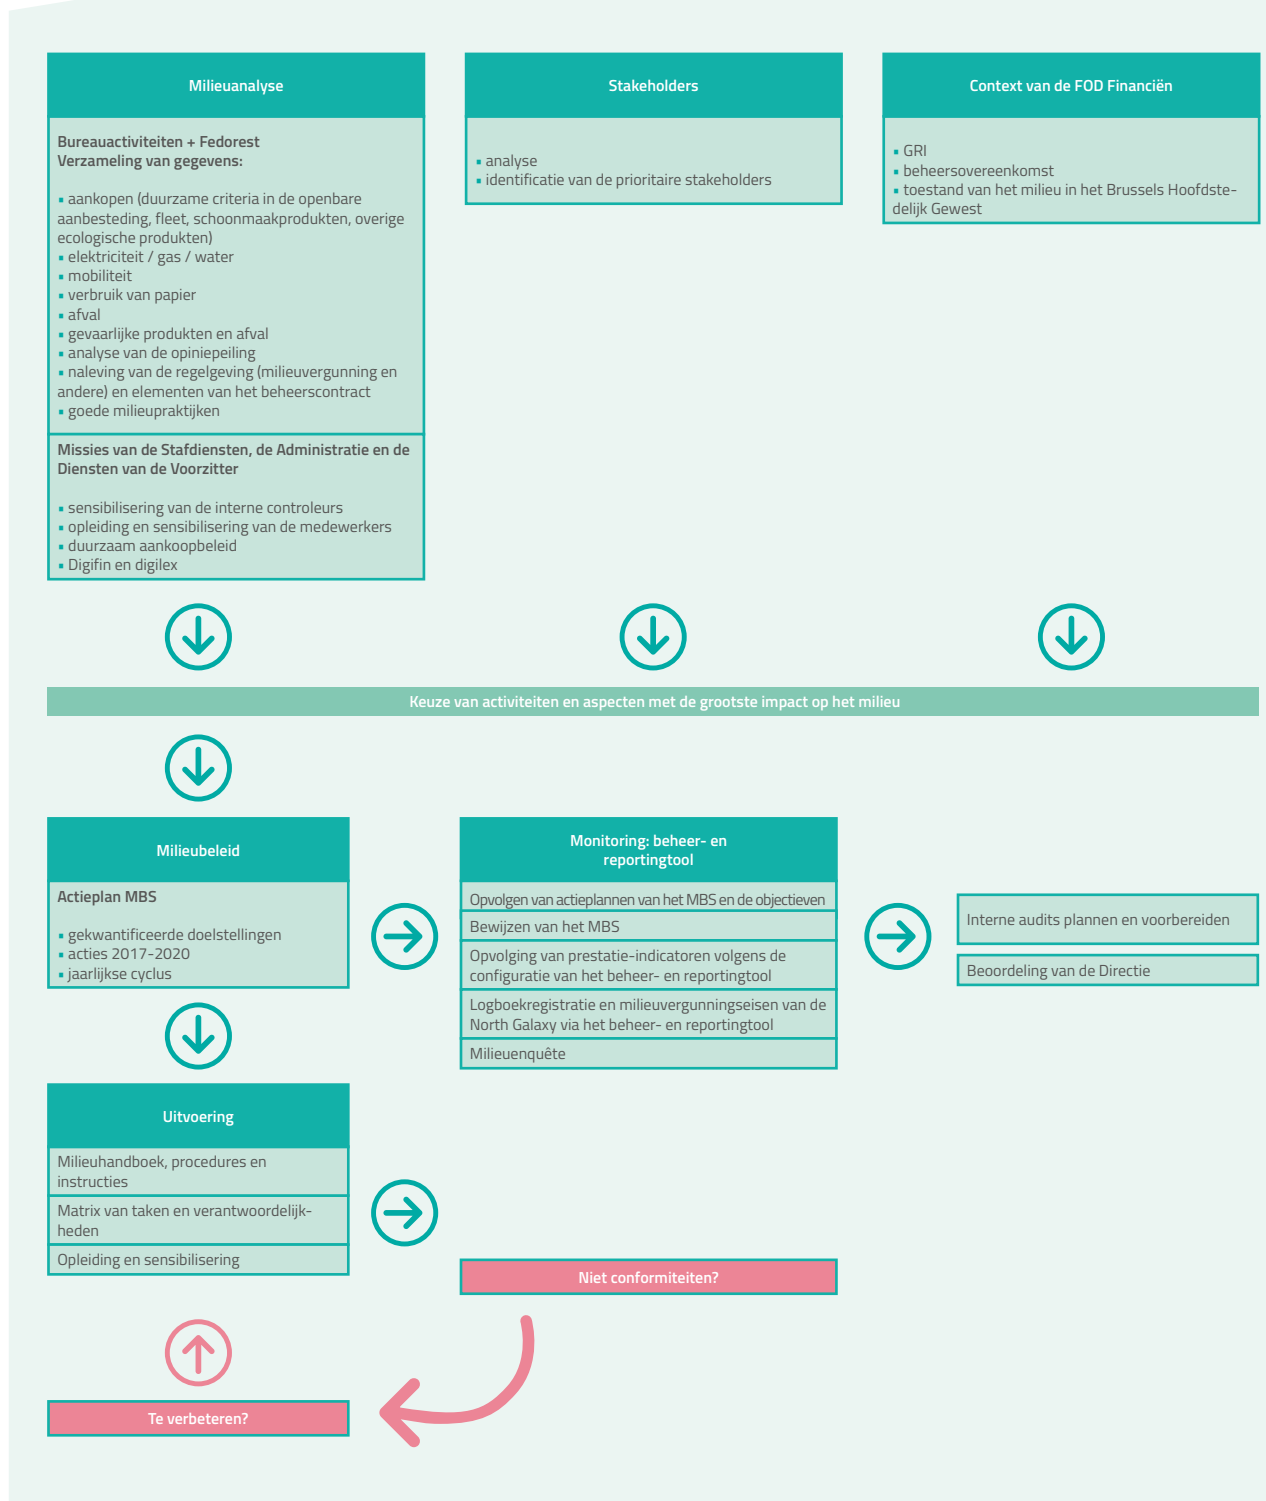 Milieuanalyse
Bureauactiviteiten + Fedorest
Verzameling van gegevens:
▪ aankopen (duurzame criteria in de openbare
aanbesteding, fleet, schoonmaakprodukten, overige
ecologische produkten)
▪ elektriciteit / gas / water
▪ mobiliteit
▪ verbruik van papier
▪ afval
▪ gevaarlijke produkten en afval
▪ analyse van de opiniepeiling
▪ naleving van de regelgeving (milieuvergunning en
andere) en elementen van het beheerscontract
▪ goede milieupraktijken
Missies van de Stafdiensten, de Administratie en de
Diensten van de Voorzitter
▪ sensibilisering van de interne controleurs
▪ opleiding en sensibilisering van de medewerkers
▪ duurzaam aankoopbeleid
▪ Digifin en digilex
Stakeholders
▪ analyse
▪ identificatie van de prioritaire stakeholders
Context van de FOD Financiën
▪ GRI
▪ beheersovereenkomst
▪ toestand van het milieu in het Brussels Hoofdste-
delijk Gewest
Keuze van activiteiten en aspecten met de grootste impact op het milieu
Milieubeleid
Actieplan MBS
▪ gekwantificeerde doelstellingen
▪ acties 2017-2020
▪ jaarlijkse cyclus
Monitoring: beheer- en
reportingtool
Opvolgen van actieplannen van het MBS en de objectieven
Bewijzen van het MBS
Opvolging van prestatie-indicatoren volgens de
configuratie van het beheer- en reportingtool
Logboekregistratie en milieuvergunningseisen van de
North Galaxy via het beheer- en reportingtool
Milieuenquête
Interne audits plannen en voorbereiden
Beoordeling van de Directie
Uitvoering
Milieuhandboek, procedures en
instructies
Matrix van taken en verantwoordelijk-
heden
Opleiding en sensibilisering
Niet conformiteiten?
Te verbeteren?